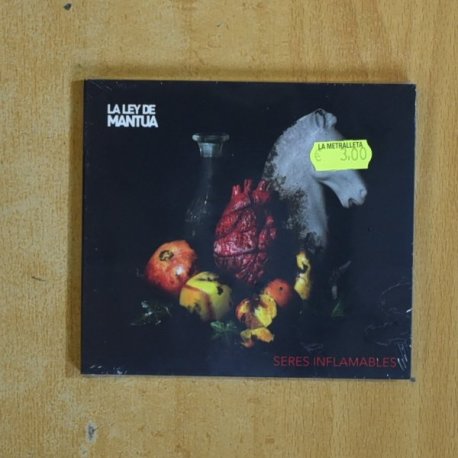 LA LEY DE
MANTUA
LA METRALLETA
€ 3,00
SERES INFLAMABLES